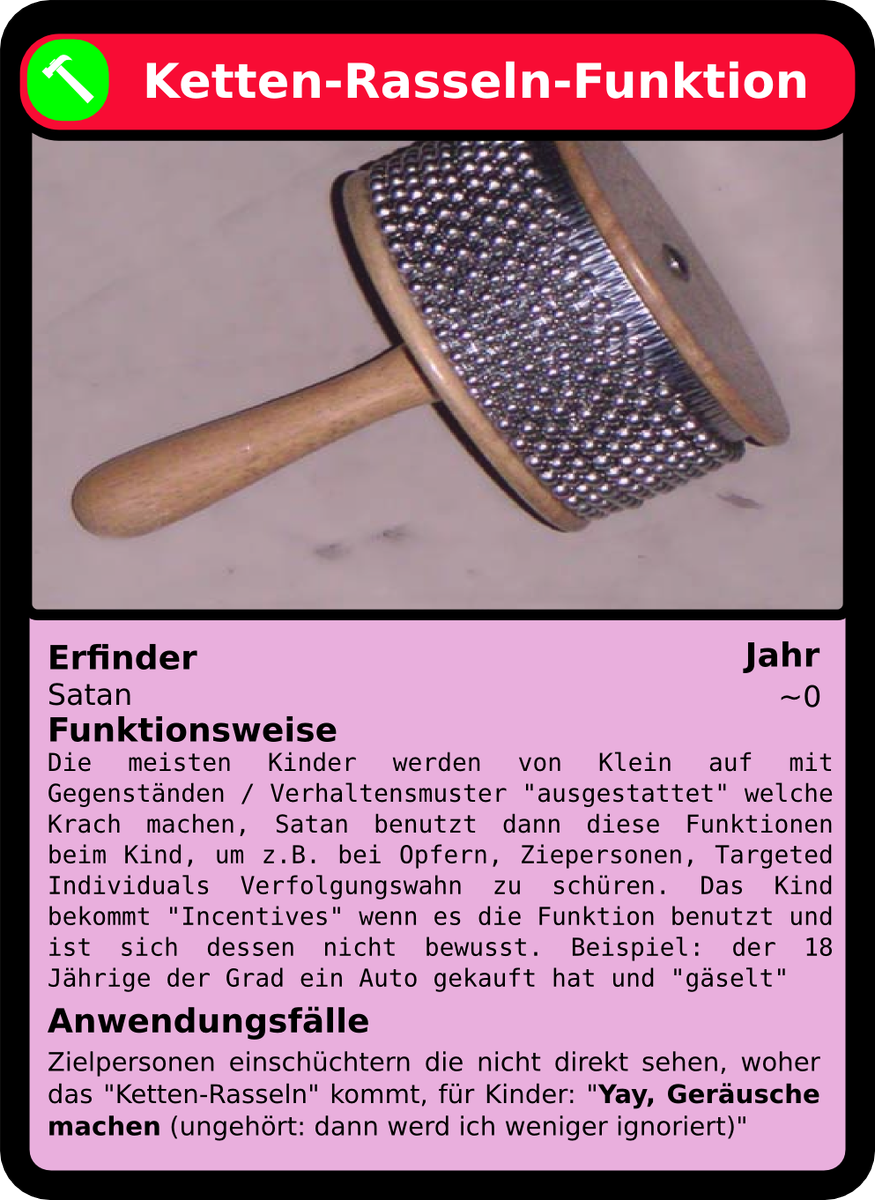 Ketten-Rasseln-Funktion
Erfinder
Jahr
Satan
~0
Funktionsweise
Die meisten Kinder werden von Klein auf mit
Gegenständen / Verhaltensmuster "ausgestattet" welche
Krach machen, Satan benutzt dann diese Funktionen
beim Kind, um z.B. bei Opfern, Ziepersonen, Targeted
Individuals Verfolgungswahn zu schüren. Das Kind
bekommt "Incentives" wenn es die Funktion benutzt und
ist sich dessen nicht bewusst. Beispiel: der 18
Jährige der Grad ein Auto gekauft hat und "gäselt"
Anwendungsfälle
Zielpersonen einschüchtern die nicht direkt sehen, woher
das "Ketten-Rasseln" kommt, für Kinder: "Yay, Geräusche
machen (ungehört: dann werd ich weniger ignoriert)"